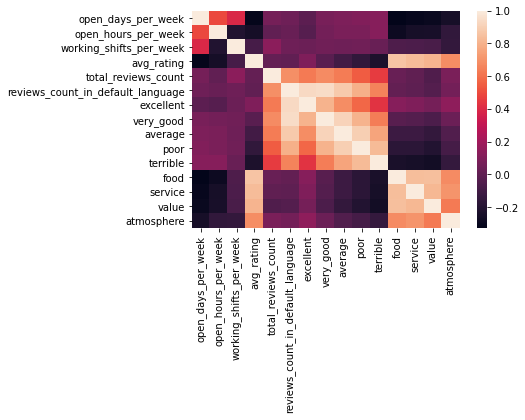 open_days_per_week
open_hours_per_week
working_shifts_per_week
avg_rating
total_reviews_count
reviews_count_in_default_language
excellent
very_good
average
poor
terrible
food
service
value
atmosphere
open_days_per_week
open_hours_per_week
working_shifts_per_week
avg_rating
total_reviews_count
reviews_count_in_default_language
excellent
very_good
average
poor
terrible
food
service
value
atmosphere
1.0
0.8
0.6
0.4
0.2
0.0
−0.2